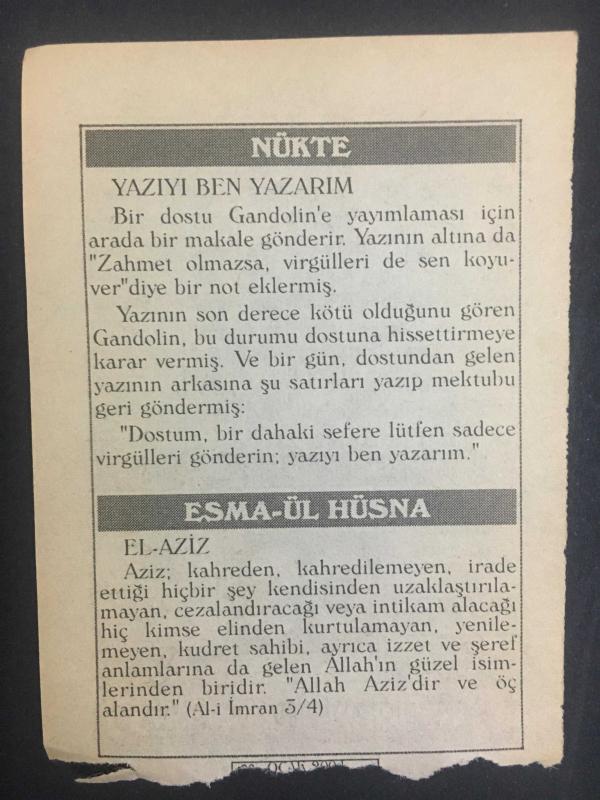 NÜKTE
YAZIYI BEN YAZARIM
Bir dostu Gandolin'e yayımlaması için
arada bir makale gönderir. Yazının altına da
"Zahmet olmazsa, virgülleri de sen koyu-
ver"diye bir not eklermiş.
Yazının son derece kötü olduğunu gören
Gandolin, bu durumu dostuna hissettirmeye
karar vermiş. Ve bir gün, dostundan gelen
yazının arkasına şu satırları yazıp mektubu
geri göndermiş:
"Dostum, bir dahaki sefere lütfen sadece
virgülleri gönderin; yazıyı ben yazarım."
ESMA-ÜL HÜSNA
EL-AZİZ
Aziz; kahreden, kahredilemeyen, irade
ettiği hiçbir şey kendisinden uzaklaştırıla-
mayan, cezalandıracağı veya intikam alacağı
hiç kimse elinden kurtulamayan, yenile-
meyen, kudret sahibi, ayrıca izzet ve şeref
anlamlarına da gelen Allah'ın güzel isim-
lerinden biridir. "Allah Aziz'dir ve öç
alandır." (Al-i İmran 3/4)
OCAK